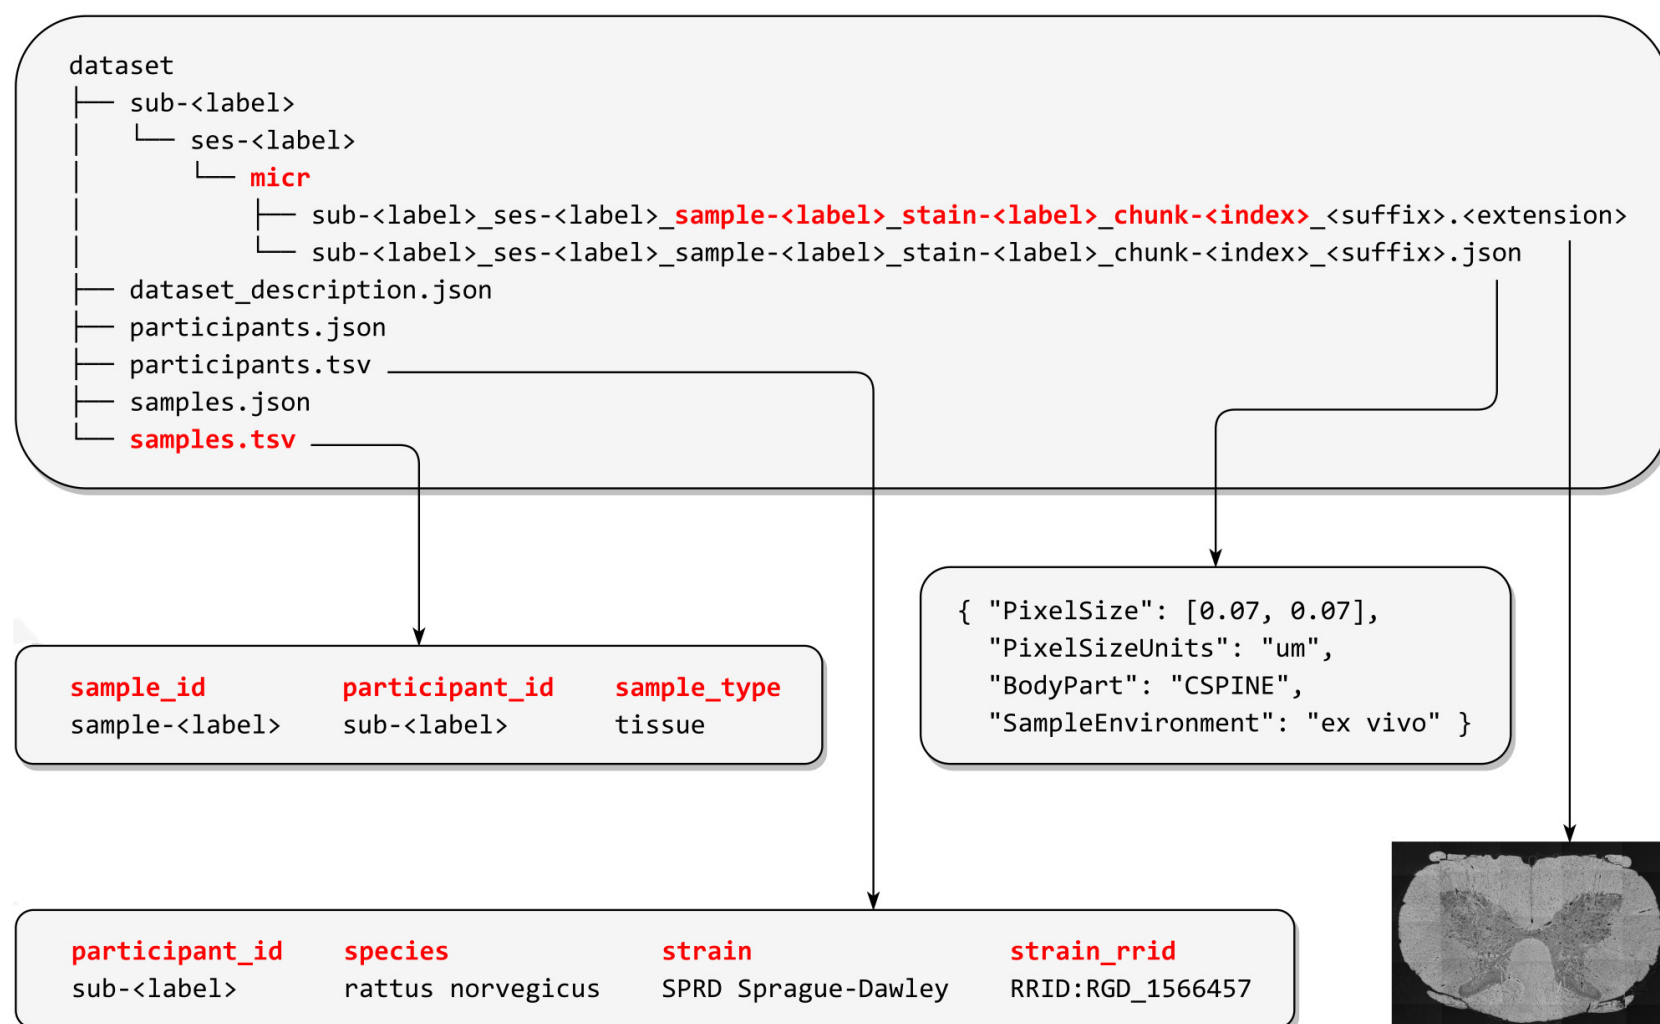 dataset
sub-<label>
ses-<label>
micr
sub-<label>_ses-<label>_sample-<label>_stain-<label>_chunk-<index>_<suffix>.<extension>
sub-<label>_ses-<label>_sample-<label>_stain-<label>_chunk-<index>_<suffix>.json
dataset_description.json
participants.json
participants.tsv
samples.json
samples.tsv
{ "PixelSize": [0.07, 0.07],
"PixelSizeUnits": "um",
"BodyPart": "CSPINE",
"SampleEnvironment": "ex vivo" }
sample_id participant_id sample_type
sample-<label> sub-<label> tissue
participant_id species strain strain_rrid
sub-<label> rattus norvegicus SPRD Sprague-Dawley RRID:RGD_1566457